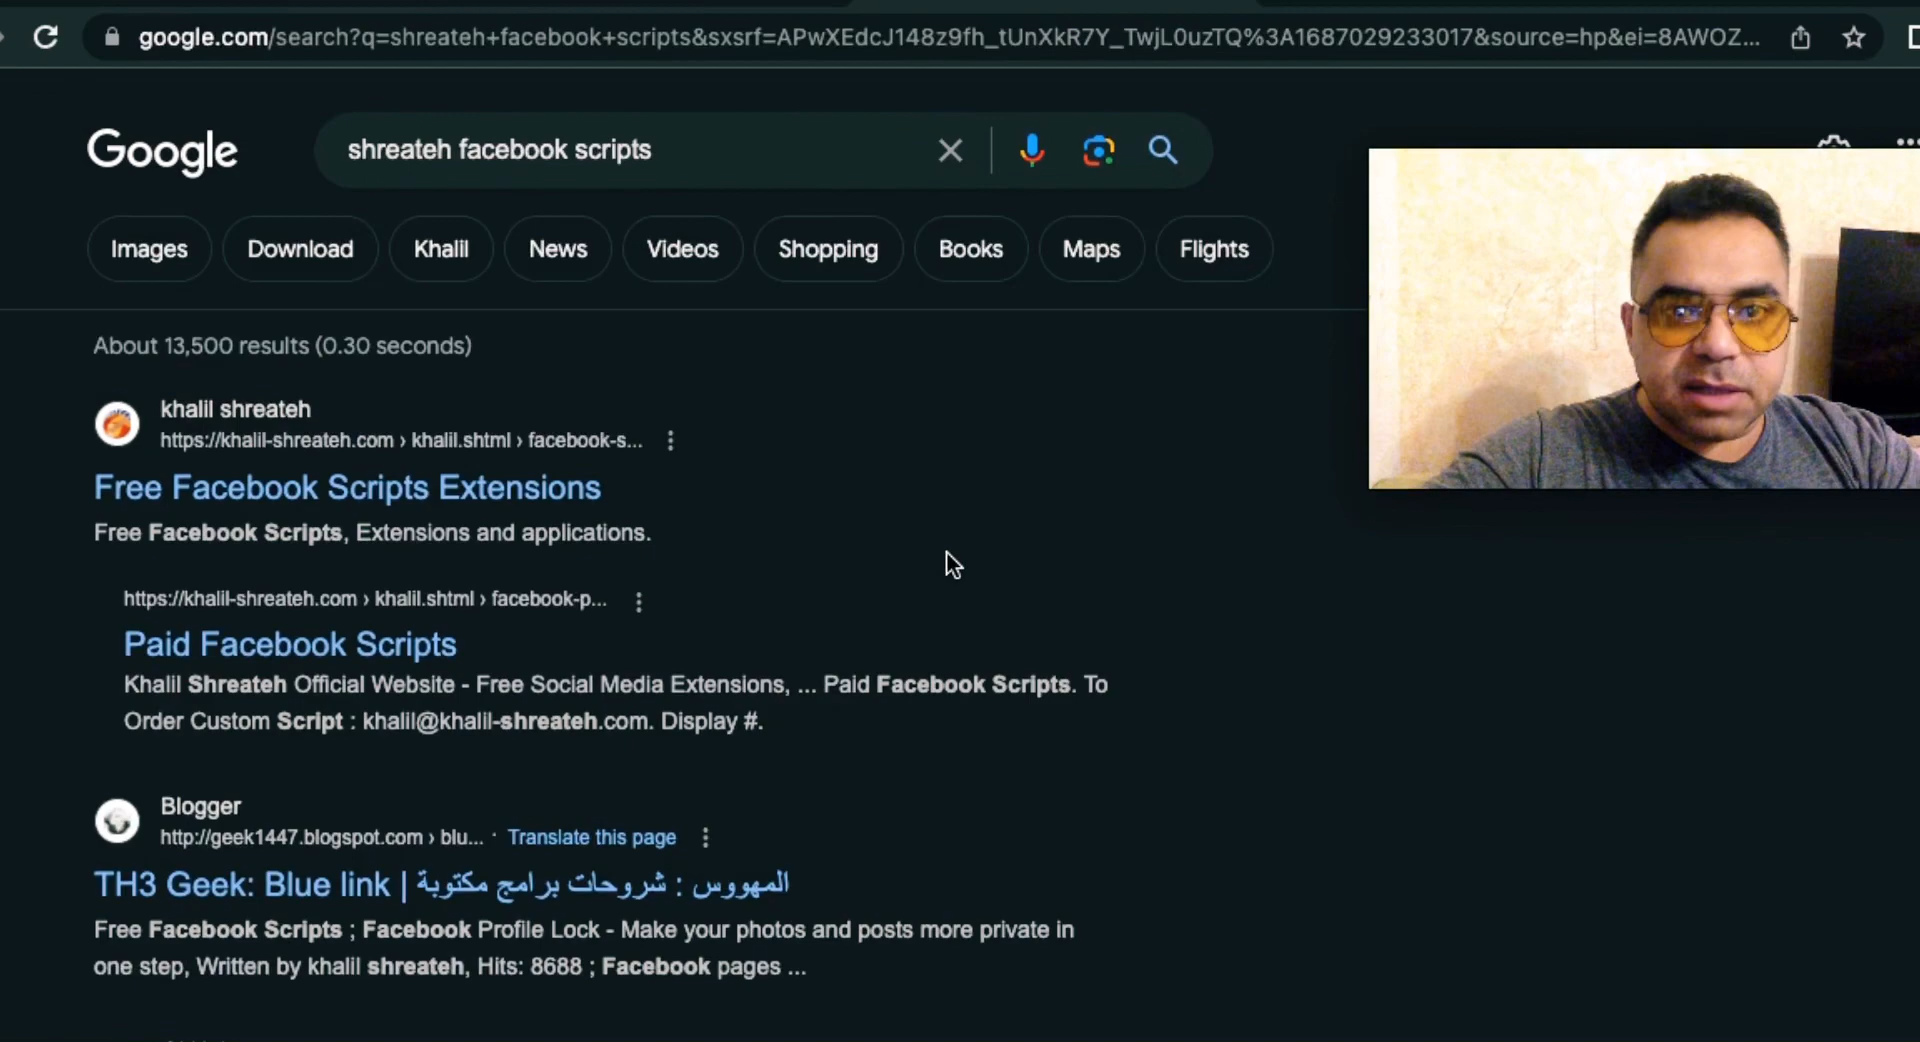 google.com/search?q=shreateh+facebook+scripts&sxsrf=APwXEdcJ148z9fh_tUnXkR7Y_TwjL0uzTQ%3A1687029233017&source=hp&ei=8AWOZ...
Google
shreateh facebook scripts
Images Download Khalil News Videos Shopping Books Maps Flights
About 13,500 results (0.30 seconds)
khalil shreateh
https://khalil-shreateh.com › khalil.shtml › facebook-s...
Free Facebook Scripts Extensions
Free Facebook Scripts, Extensions and applications.
https://khalil-shreateh.com › khalil.shtml › facebook-p...
Paid Facebook Scripts
Khalil Shreateh Official Website - Free Social Media Extensions, ... Paid Facebook Scripts. To
Order Custom Script : khalil@khalil-shreateh.com. Display #.
Blogger
http://geek1447.blogspot.com › blu... · Translate this page
TH3 Geek: Blue link | المهووس : شروحات برامج مكتوبة
Free Facebook Scripts ; Facebook Profile Lock - Make your photos and posts more private in
one step, Written by khalil shreateh, Hits: 8688 ; Facebook pages ...